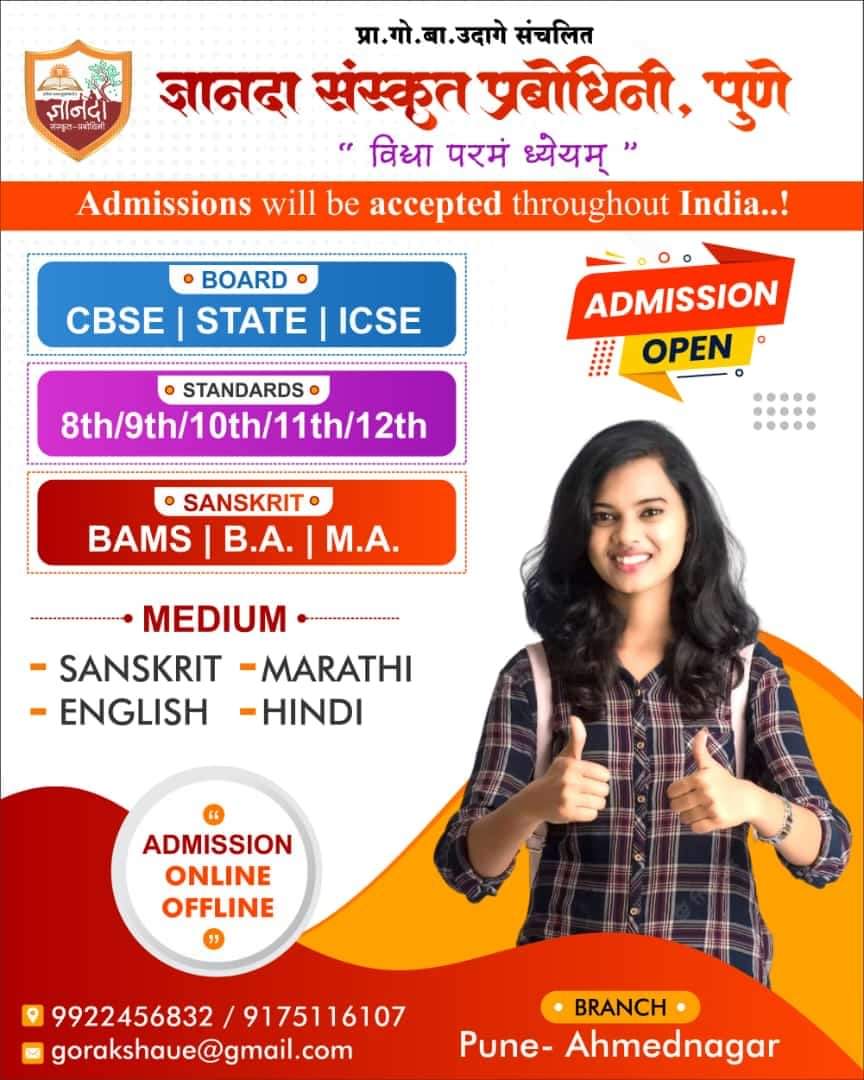 प्रा.गो.बा.उदागे संचलित
ज्ञानदा
संस्कृत-प्रबोधिनी
ज्ञानदा संस्कृत प्रबोधिनी, पुणे
“ विद्या परमं ध्येयम् ”
Admissions will be accepted throughout India..!
BOARD
CBSE | STATE | ICSE
ADMISSION
OPEN
STANDARDS
8th/9th/10th/11th/12th
SANSKRIT
BAMS | B.A. | M.A.
MEDIUM
- SANSKRIT - MARATHI
- ENGLISH - HINDI
“
ADMISSION
ONLINE
OFFLINE
”
9922456832 / 9175116107
gorakshaue@gmail.com
BRANCH
Pune- Ahmednagar